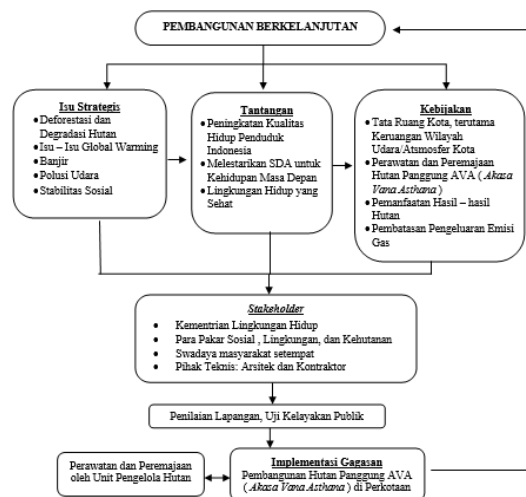 PEMBANGUNAN BERKELANJUTAN
Isu Strategis
•Deforestasi dan
Degradasi Hutan
•Isu – Isu Global Warming
•Banjir
•Polusi Udara
•Stabilitas Sosial
Tantangan
•Peningkatan Kualitas
Hidup Penduduk
Indonesia
•Melestarikan SDA untuk
Kehidupan Masa Depan
•Lingkungan Hidup yang
Sehat
Kebijakan
•Tata Ruang Kota, terutama
Keruangan Wilayah
Udara/Atsmosfer Kota
•Perawatan dan Peremajaan
Hutan Panggung AVA ( Akasa
Vana Asthana )
•Pemanfaatan Hasil – hasil
Hutan
•Pembatasan Pengeluaran Emisi
Gas
Stakeholder
• Kementrian Lingkungan Hidup
• Para Pakar Sosial , Lingkungan, dan Kehutanan
• Swadaya masyarakat setempat
• Pihak Teknis: Arsitek dan Kontraktor
Penilaian Lapangan, Uji Kelayakan Publik
Perawatan dan Peremajaan
oleh Unit Pengelola Hutan
Implementasi Gagasan
Pembangunan Hutan Panggung AVA
( Akasa Vana Asthana ) di Perkotaan